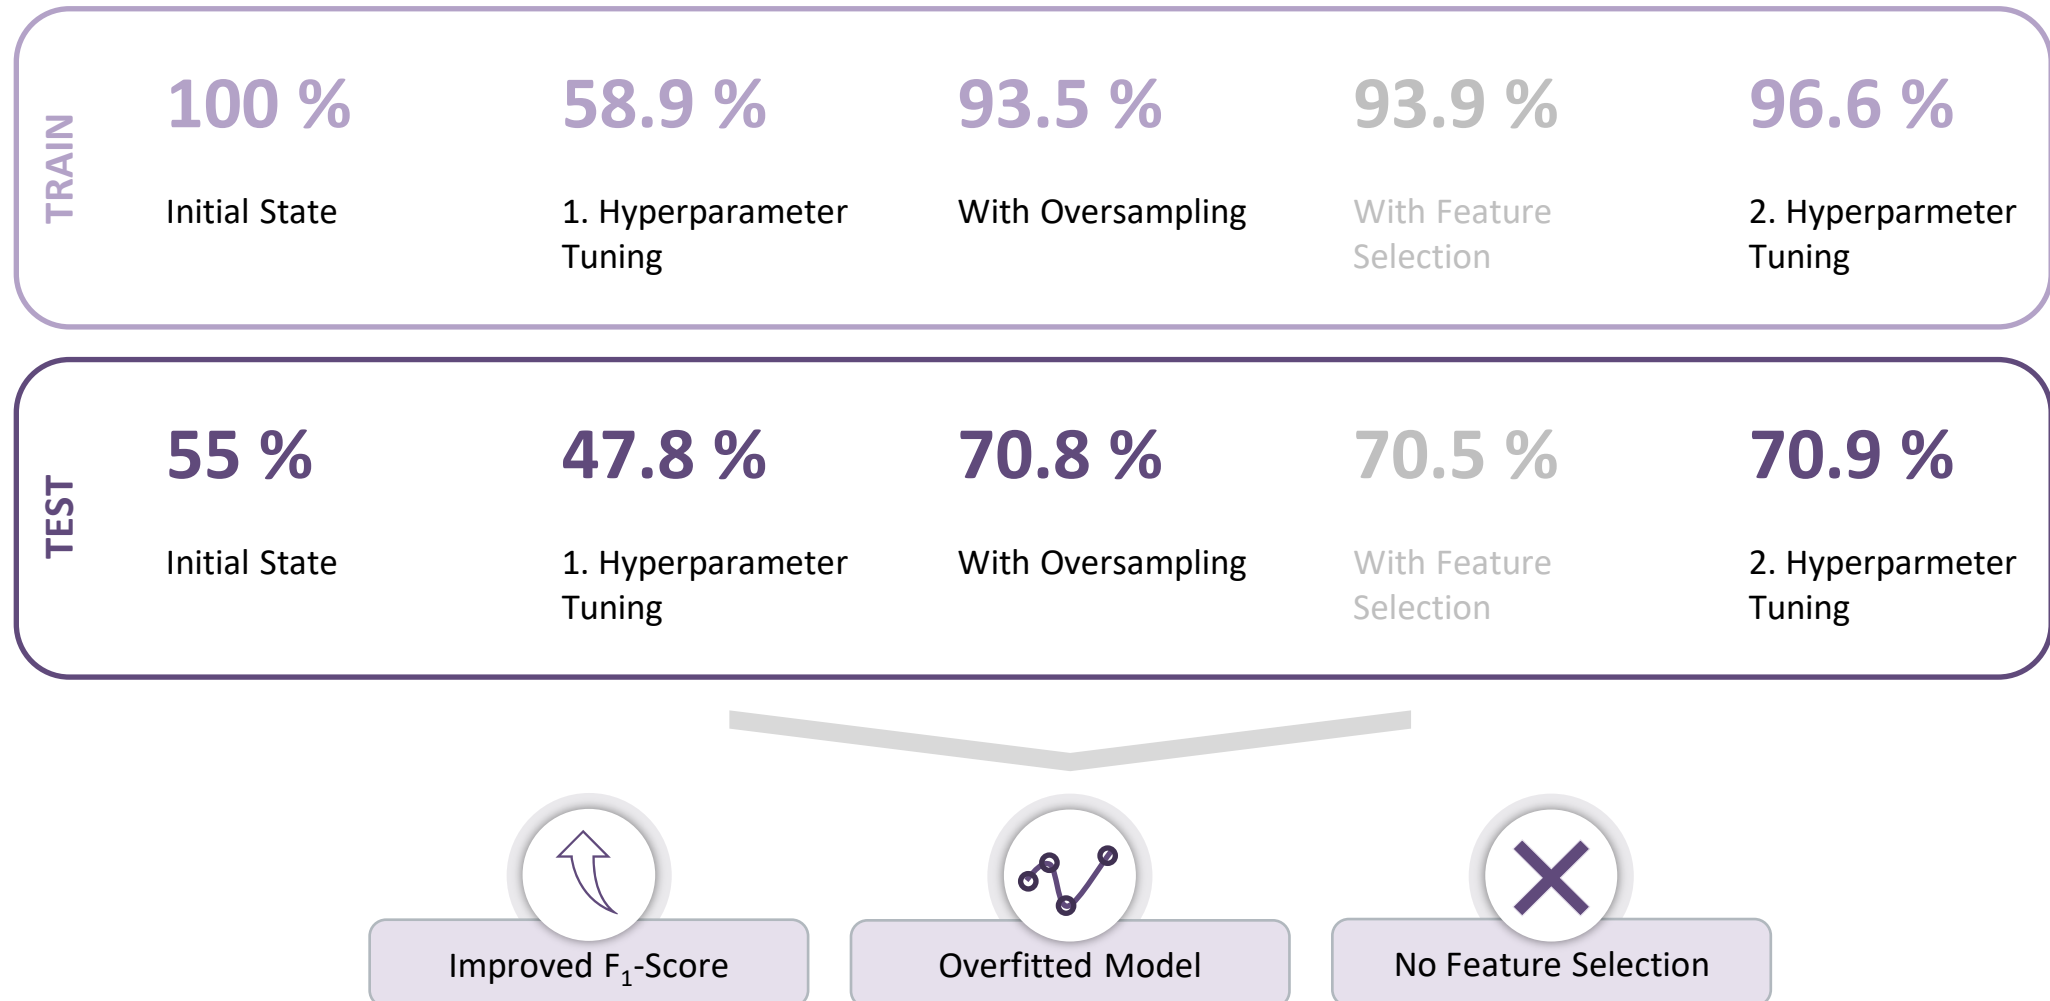 TRAIN
100 %
58.9 %
93.5 %
93.9 %
96.6 %
Initial State
1. Hyperparameter
Tuning
With Oversampling
With Feature
Selection
2. Hyperparmeter
Tuning
TEST
55 %
47.8 %
70.8 %
70.5 %
70.9 %
Initial State
1. Hyperparameter
Tuning
With Oversampling
With Feature
Selection
2. Hyperparmeter
Tuning
Improved F₁-Score
Overfitted Model
No Feature Selection